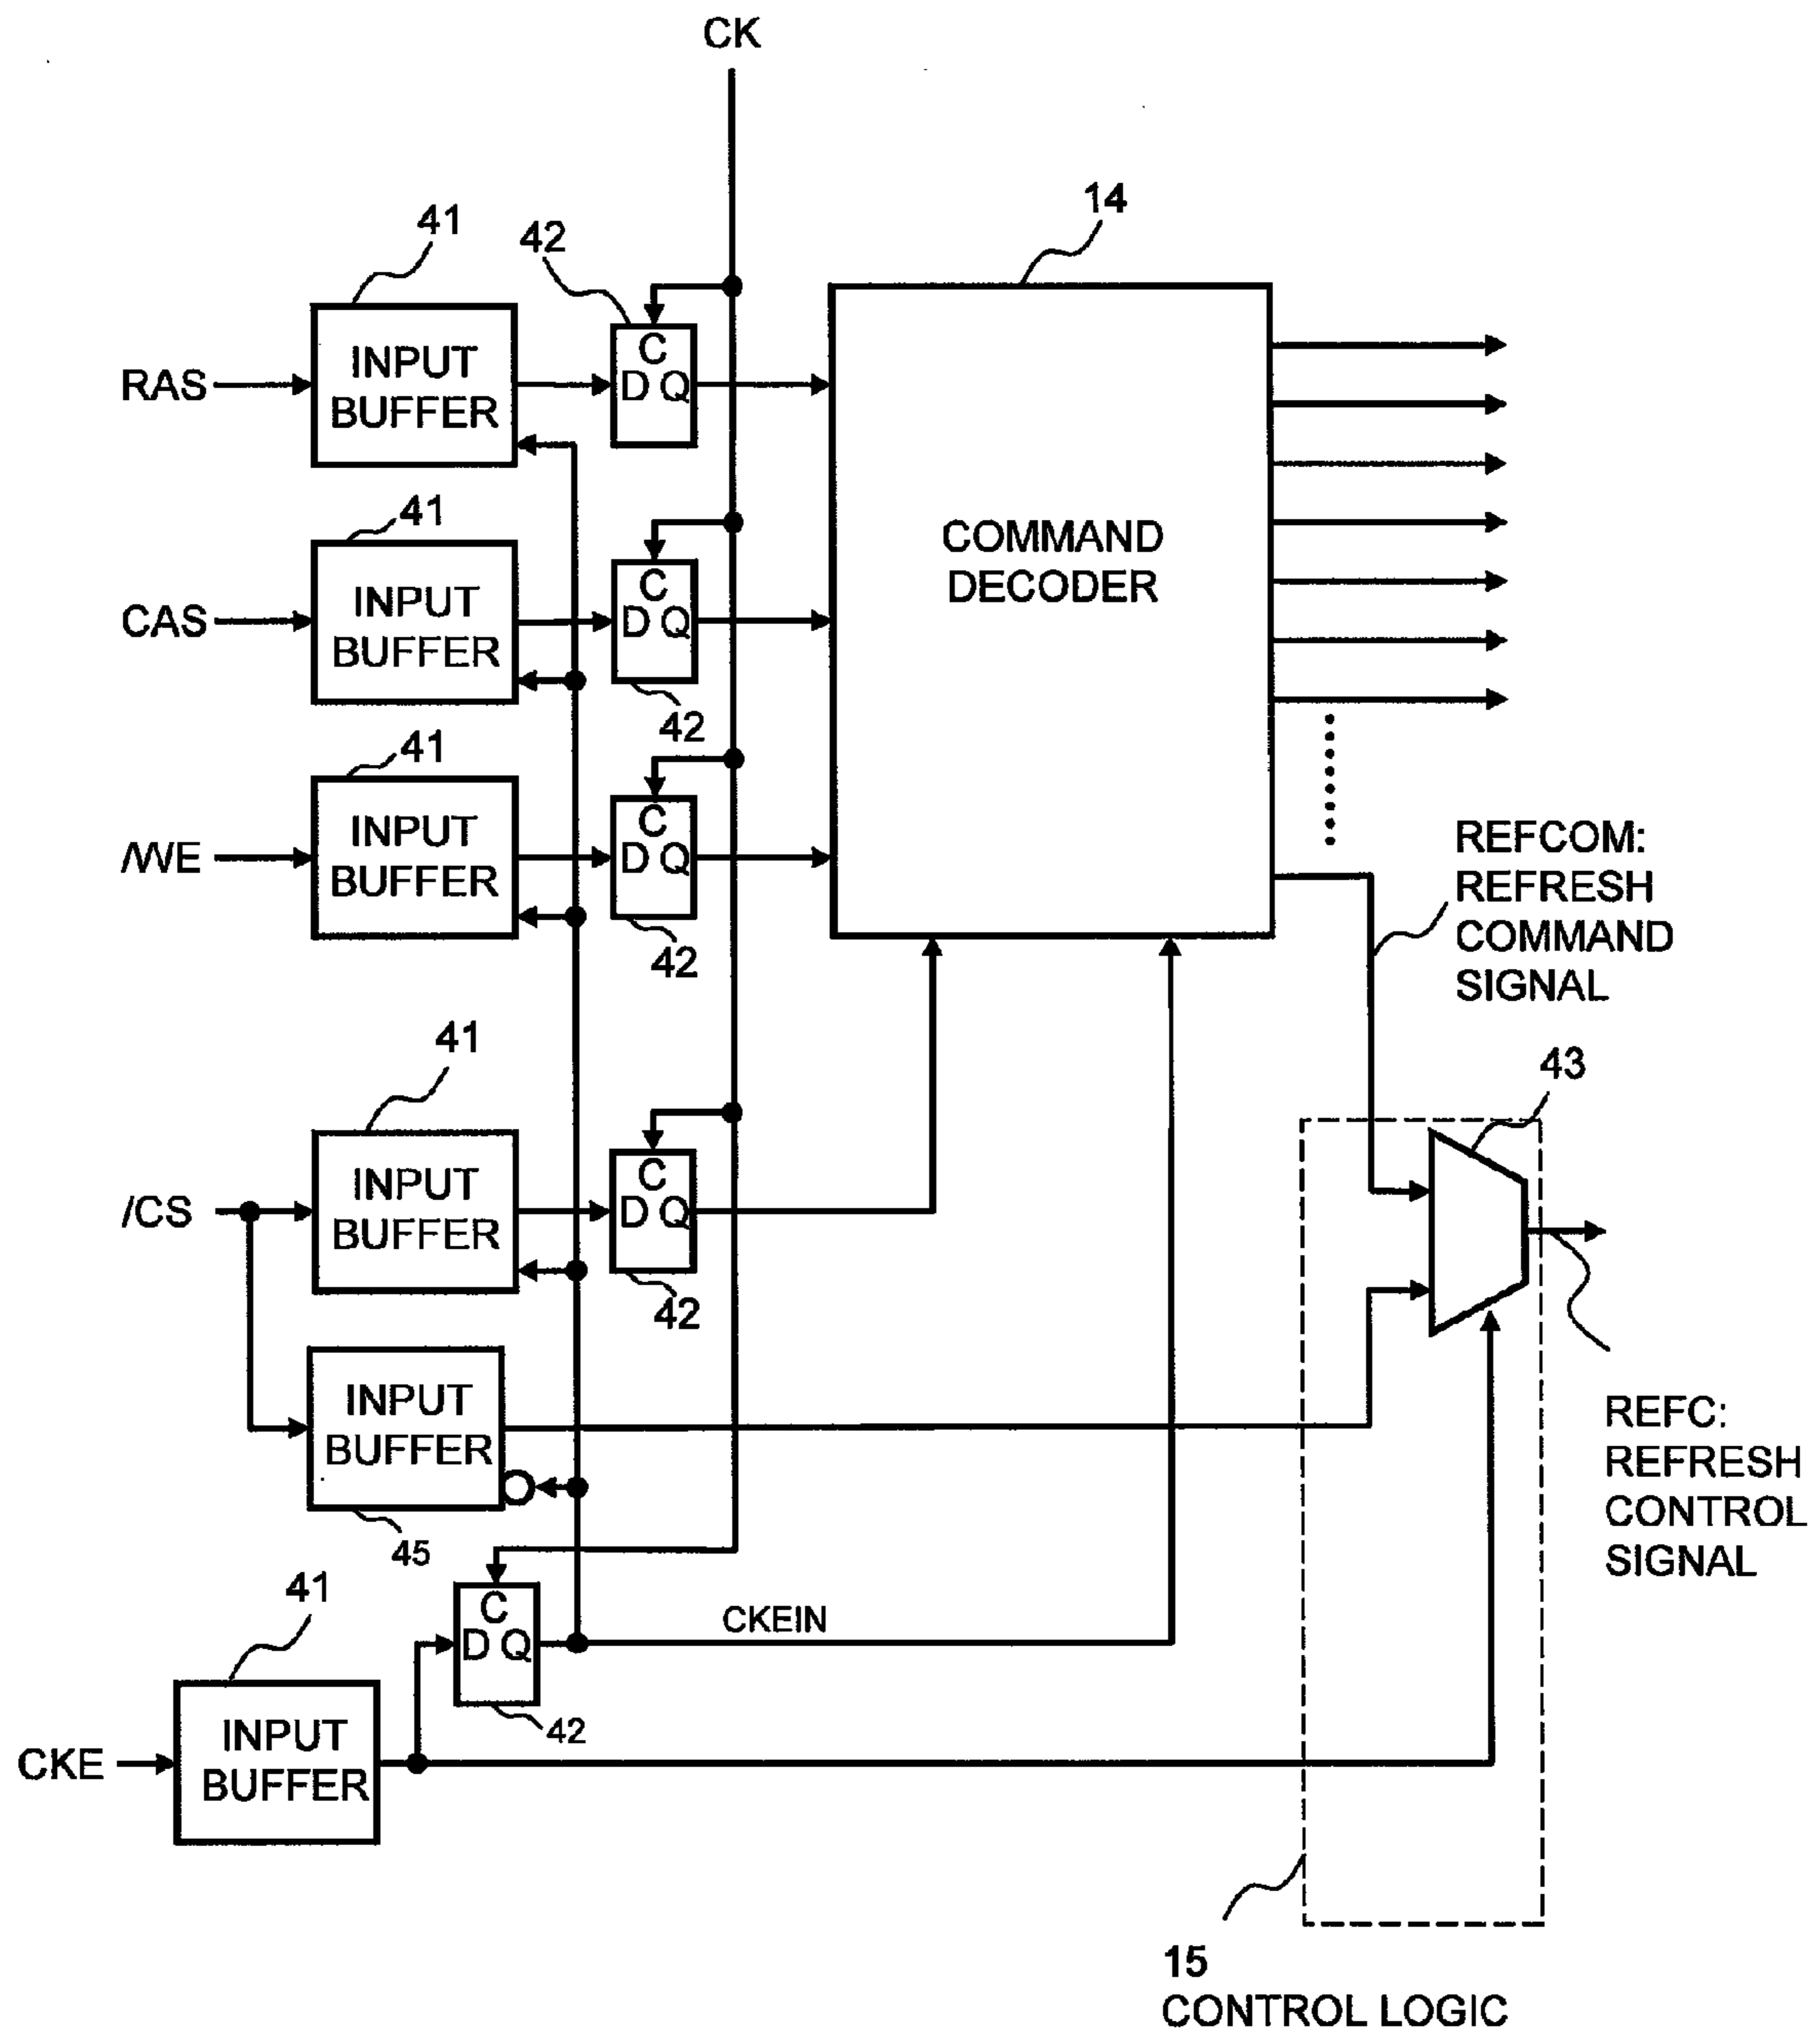 CK
14
41
42
C
INPUT
BUFFER
RAS
D Q
41
C
INPUT
BUFFER
CAS
D Q
COMMAND
DECODER
42
41
C
INPUT
BUFFER
/WE
D Q
42
REFCOM:
REFRESH
COMMAND
SIGNAL
41
43
C
INPUT
BUFFER
/CS
D Q
42
INPUT
BUFFER
45
REFC:
REFRESH
CONTROL
SIGNAL
41
C
D Q
CKEIN
42
INPUT
BUFFER
CKE
15
CONTROL LOGIC